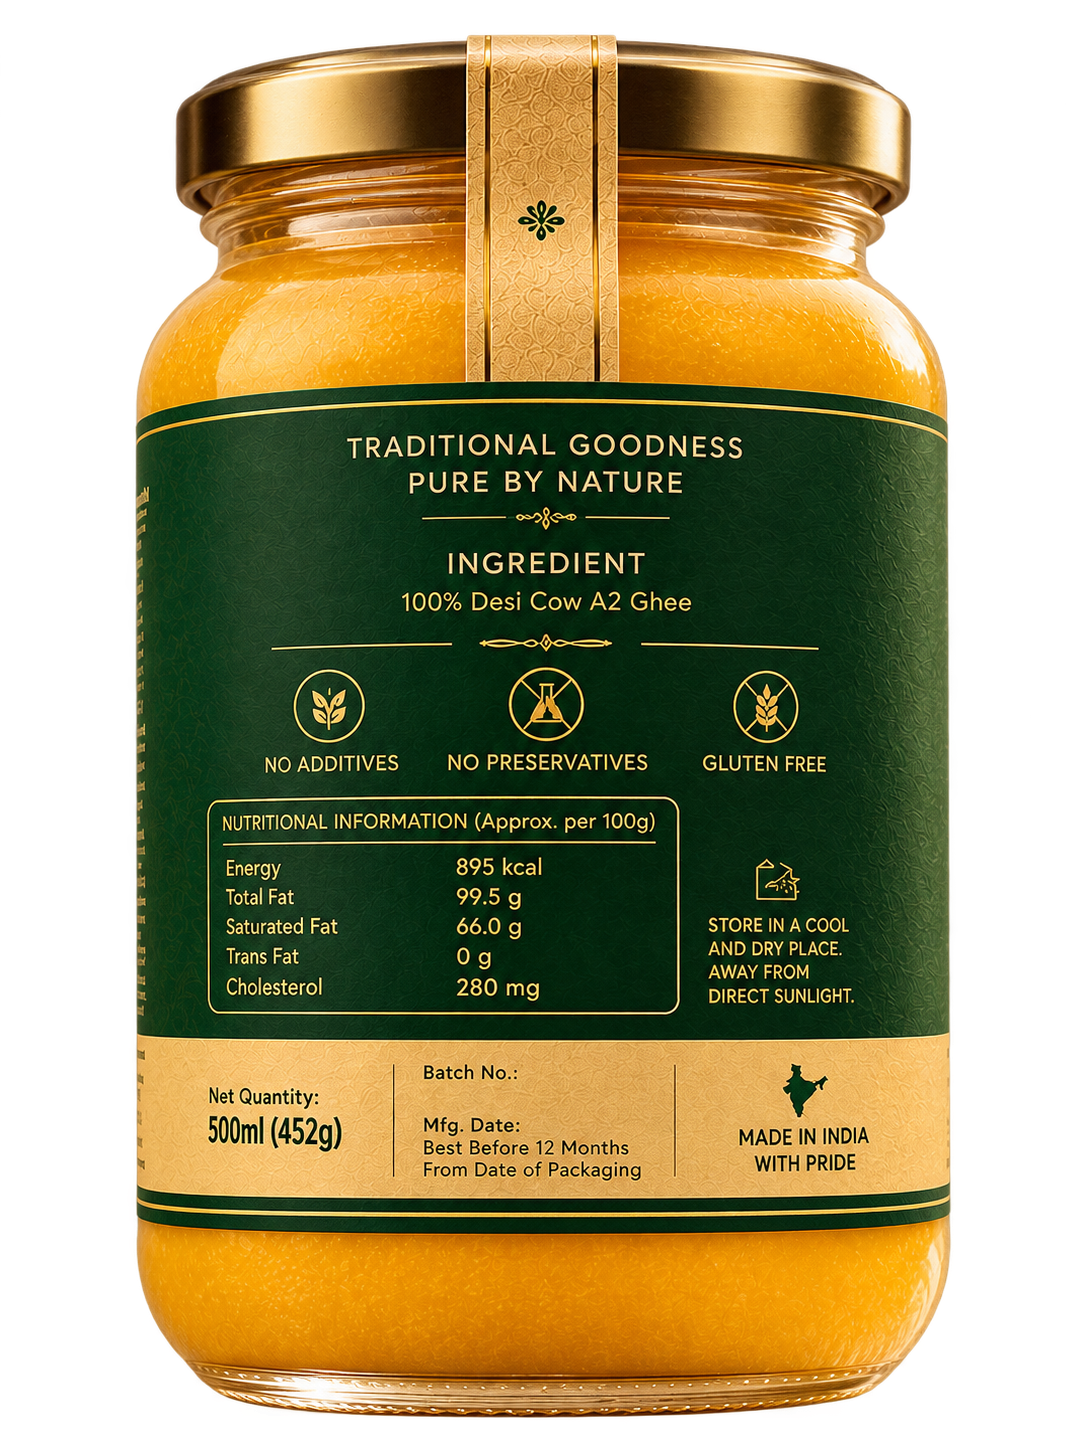 TRADITIONAL GOODNESS
PURE BY NATURE
INGREDIENT
100% Desi Cow A2 Ghee
NO ADDITIVES
NO PRESERVATIVES
GLUTEN FREE
NUTRITIONAL INFORMATION (Approx. per 100g)
Energy 895 kcal
Total Fat 99.5 g
Saturated Fat 66.0 g
Trans Fat 0 g
Cholesterol 280 mg
STORE IN A COOL
AND DRY PLACE.
AWAY FROM
DIRECT SUNLIGHT.
Net Quantity:
500ml (452g)
Batch No.:
Mfg. Date:
Best Before 12 Months
From Date of Packaging
MADE IN INDIA
WITH PRIDE